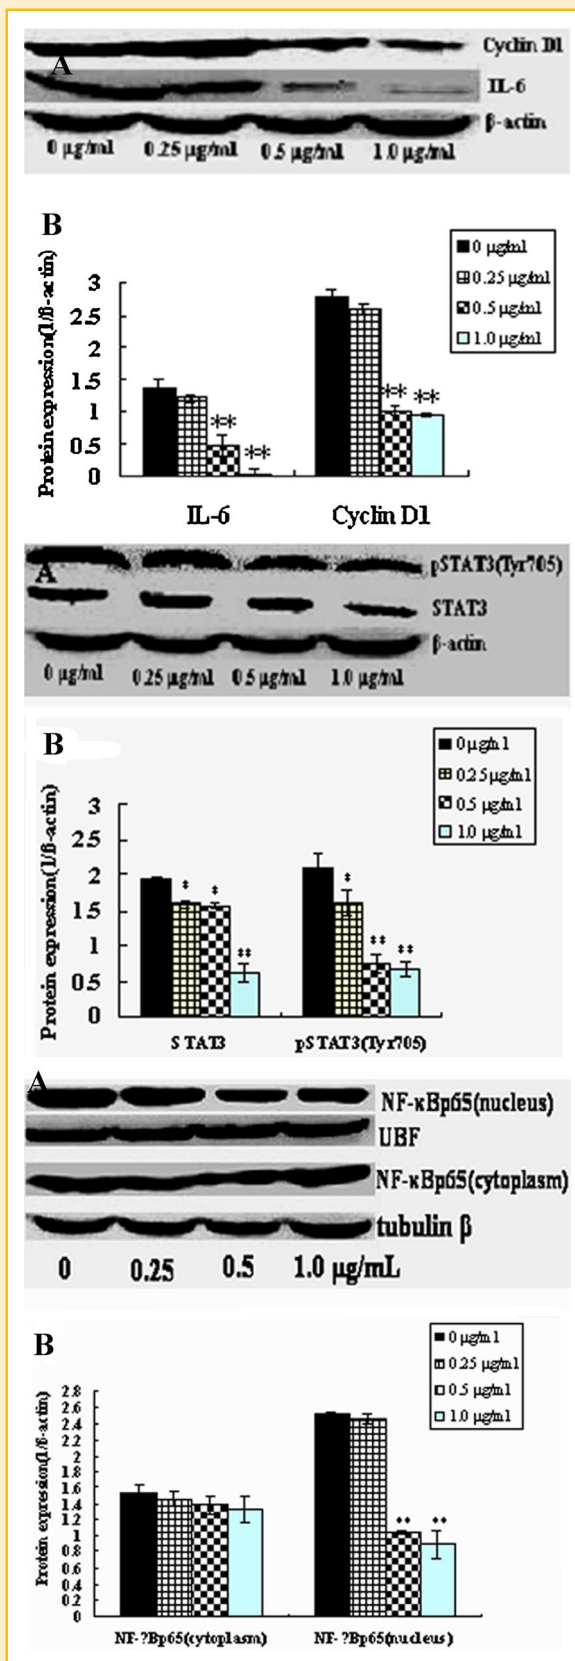 A
Cyclin D1
IL-6
β-actin
0 μg/ml 0.25 μg/ml 0.5 μg/ml 1.0 μg/ml
B
0 μg/ml
0.25 μg/ml
0.5 μg/ml
1.0 μg/ml
Protein expression(1/ß-actin)
3
2.5
2
1.5
1
0.5
0
** ** ** **
IL-6 Cyclin D1
A
pSTAT3(Tyr705)
STAT3
β-actin
0 μg/ml 0.25 μg/ml 0.5 μg/ml 1.0 μg/ml
B
0 μg/ml
0.25 μg/ml
0.5 μg/ml
1.0 μg/ml
Protein expression(1/ß-actin)
3
2.5
2
1.5
1
0.5
0
* * ** * ** **
STAT3 pSTAT3(Tyr705)
A
NF-κBp65(nucleus)
UBF
NF-κBp65(cytoplasm)
tubulin β
0 0.25 0.5 1.0 μg/mL
B
0 μg/ml
0.25 μg/ml
0.5 μg/ml
1.0 μg/ml
Protein expression(1/ß-actin)
2.8
2.6
2.4
2.2
2
1.8
1.6
1.4
1.2
1
0.8
0.6
0.4
0.2
0
** **
NF-?Bp65(cytoplasm) NF-?Bp65(nucleus)